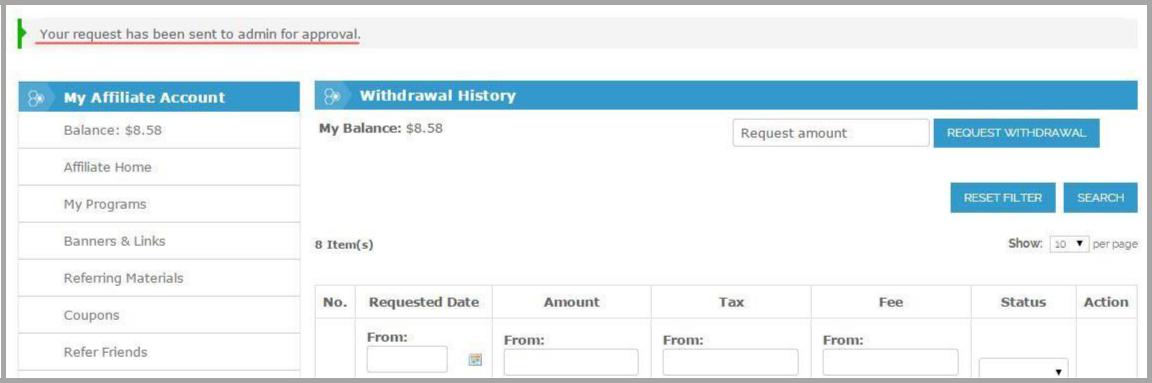 Your request has been sent to admin for approval.
My Affiliate Account
Balance: $8.58
Affiliate Home
My Programs
Banners & Links
Referring Materials
Coupons
Refer Friends
Withdrawal History
My Balance: $8.58
Request amount
REQUEST WITHDRAWAL
RESET FILTER SEARCH
8 Item(s)
Show: 10 per page
No. Requested Date Amount Tax Fee Status Action
From: From: From: From: